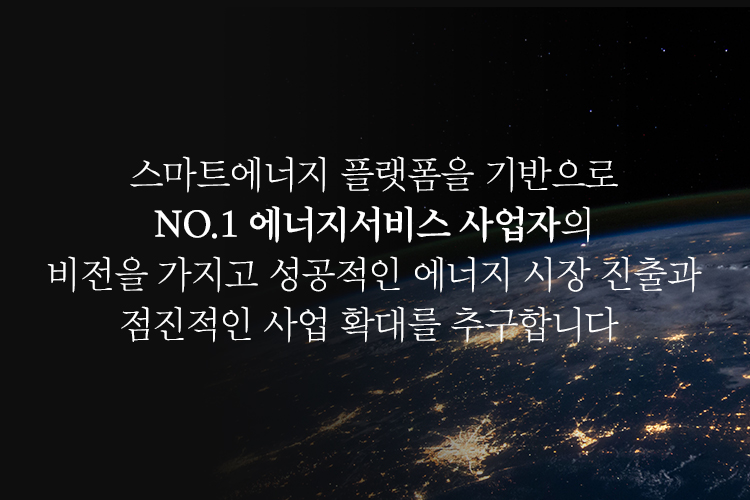 스마트에너지 플랫폼을 기반으로
NO.1 에너지서비스 사업자의
비전을 가지고 성공적인 에너지 시장 진출과
점진적인 사업 확대를 추구합니다